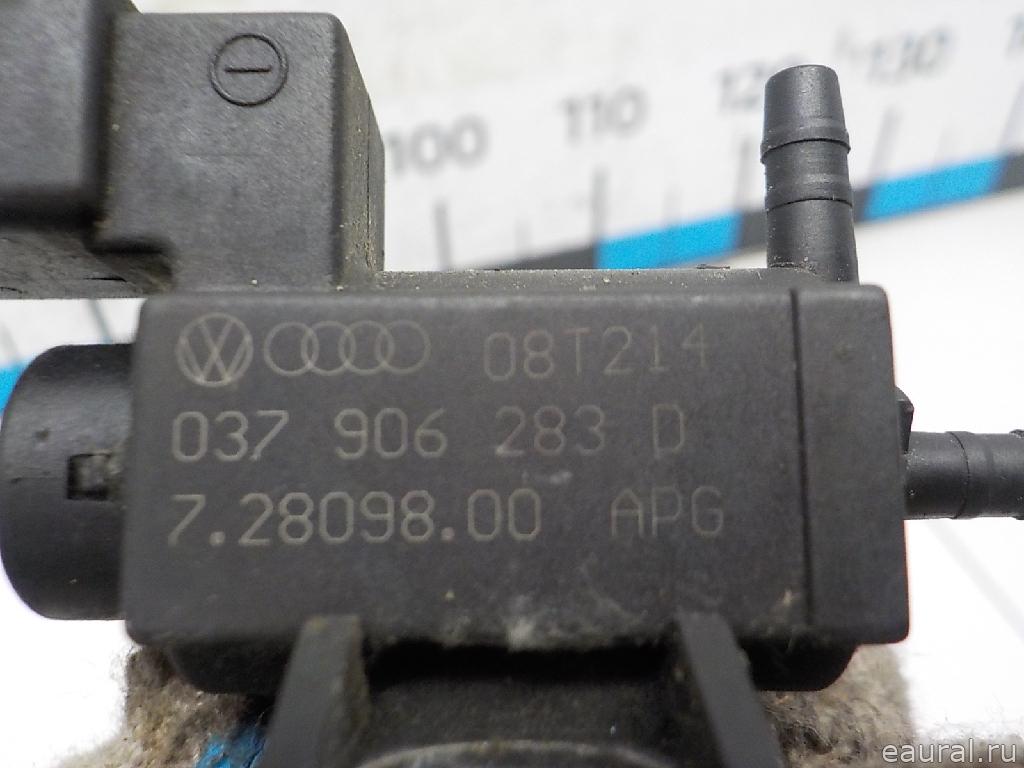 100 110 120 130
08T214
037 906 283 D
7.28098.00 APG
eaural.ru